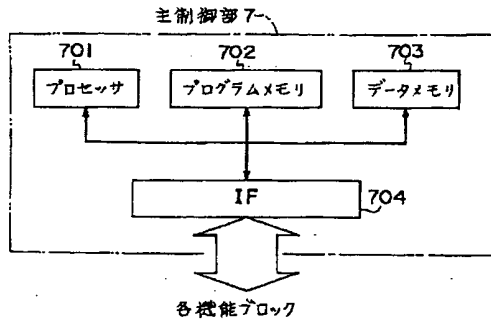 主制御部7
701
702
703
プロセッサ
プログラムメモリ
データメモリ
IF
704
各機能ブロック